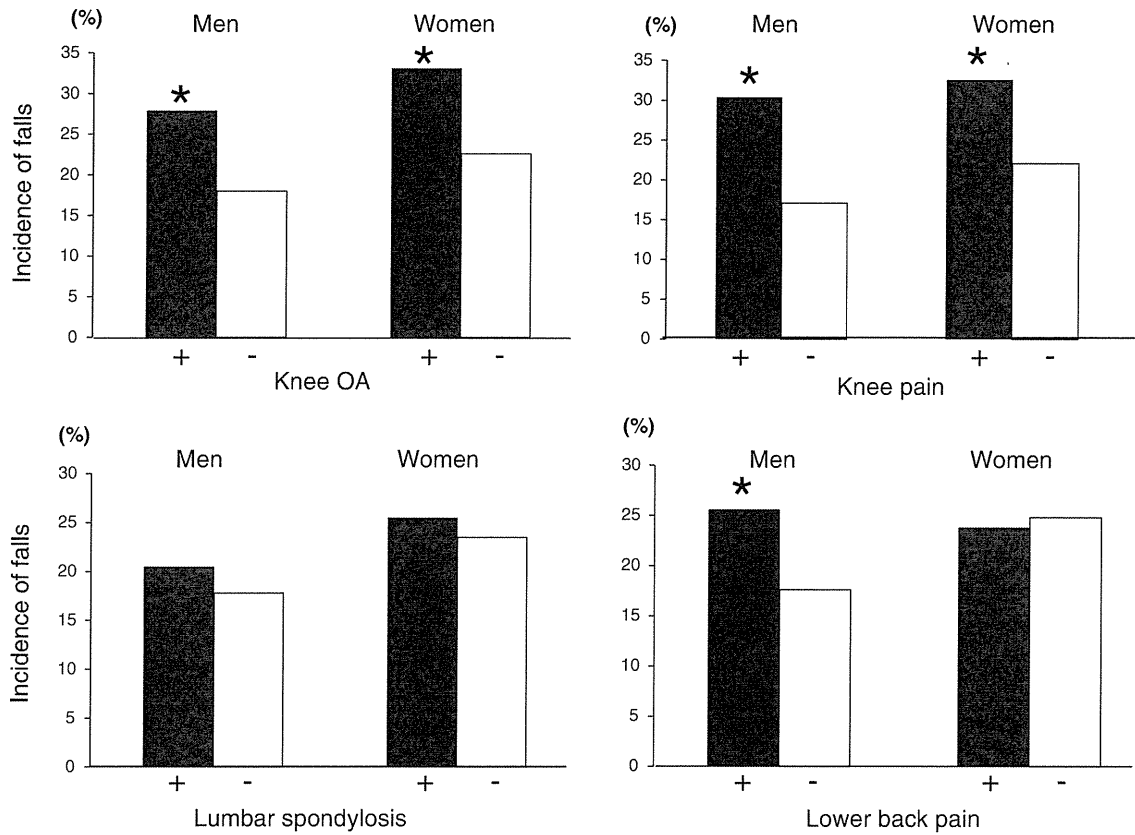 (%)
Men Women
35
30
25
20
15
10
5
0
Incidence of falls
* *
+ - + -
Knee OA
(%)
Men Women
35
30
25
20
15
10
5
0
* *
+ - + -
Knee pain
(%)
Men Women
30
25
20
15
10
5
0
Incidence of falls
+ - + -
Lumbar spondylosis
(%)
Men Women
30
25
20
15
10
5
0
*
+ - + -
Lower back pain